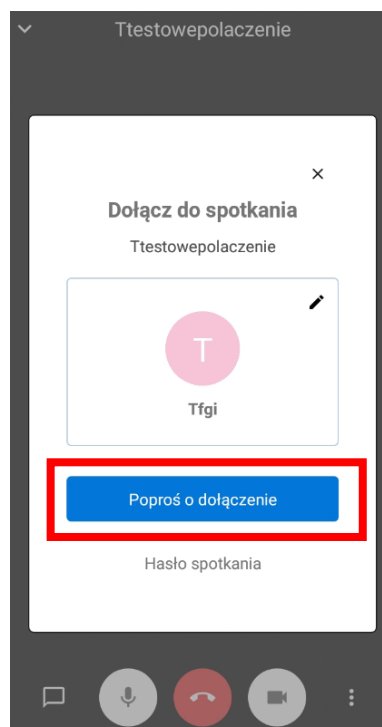 Ttestowepolaczenie
Dołącz do spotkania
Ttestowepolaczenie
T
Tfgi
Poproś o dołączenie
Hasło spotkania